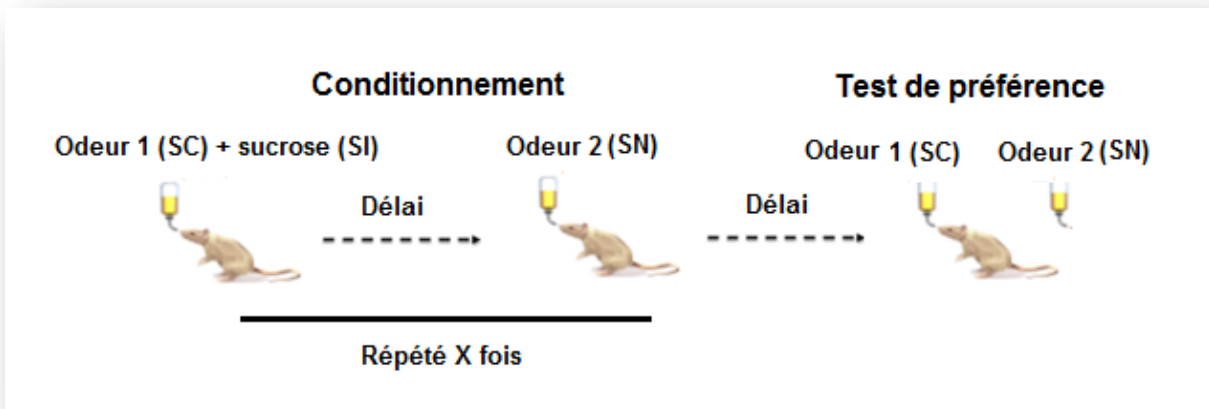 Conditionnement
Test de préférence
Odeur 1 (SC) + sucrose (SI)
Odeur 2 (SN)
Odeur 1 (SC)
Odeur 2 (SN)
Délai
Délai
Répété X fois